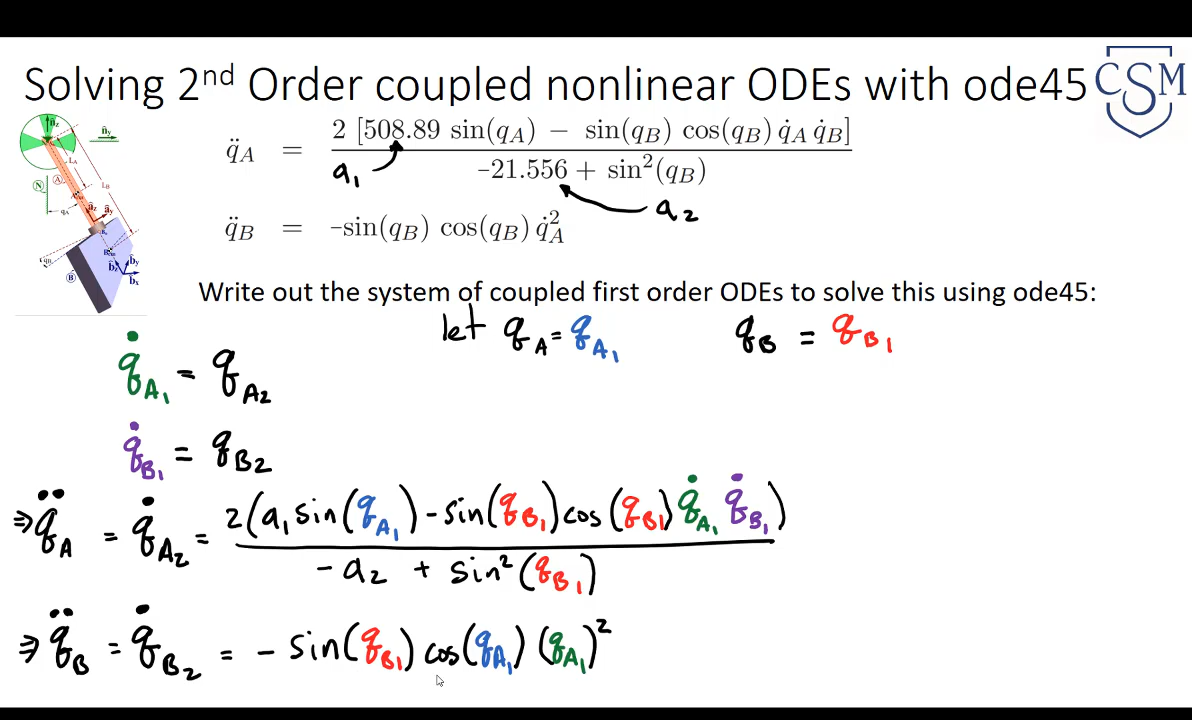 Solving 2nd Order coupled nonlinear ODEs with ode45
CSM
q̈A = 2 [508.89 sin(qA) − sin(qB) cos(qB) q̇A q̇B] / -21.556 + sin²(qB)
a1
a2
q̈B = -sin(qB) cos(qB) q̇A²
Write out the system of coupled first order ODEs to solve this using ode45:
let qA = qA1 qB = qB1
q̇A1 = qA2
q̇B1 = qB2
⇒ q̈A = q̇A2 = 2(a1 sin(qA1) - sin(qB1) cos(qB1) q̇A1 q̇B1) / - a2 + sin²(qB1)
⇒ q̈B = q̇B2 = - sin(qB1) cos(qA1) (qA1)²